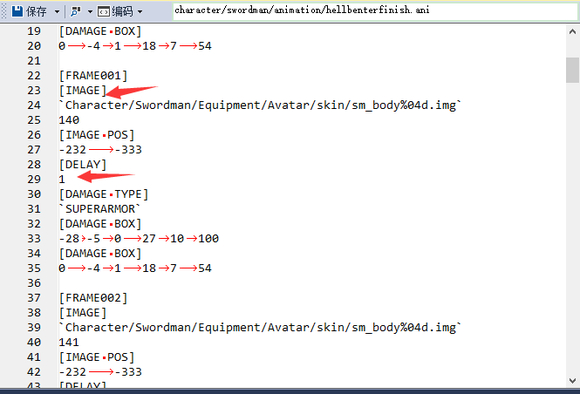 保存 编码 character/swordman/animation/hellbenterfinish.ani
19 [DAMAGE·BOX]
20 0→-4→1→18→7→54
21
22 [FRAME001]
23 [IMAGE]
24 `Character/Swordman/Equipment/Avatar/skin/sm_body%04d.img`
25 140
26 [IMAGE·POS]
27 -232→-333
28 [DELAY]
29 1
30 [DAMAGE·TYPE]
31 `SUPERARMOR`
32 [DAMAGE·BOX]
33 -28→-5→0→27→10→100
34 [DAMAGE·BOX]
35 0→-4→1→18→7→54
36
37 [FRAME002]
38 [IMAGE]
39 `Character/Swordman/Equipment/Avatar/skin/sm_body%04d.img`
40 141
41 [IMAGE·POS]
42 -232→-333
43 [DELAY]